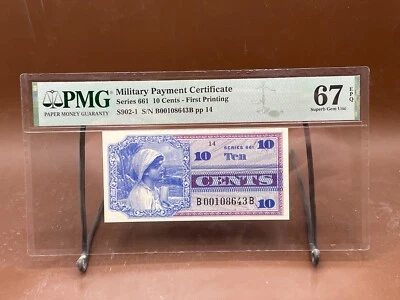 PMG
PAPER MONEY GUARANTY
Military Payment Certificate
Series 661 10 Cents - First Printing
S902-1 S/N B00108643B pp 14
67 EPQ
Superb Gem Unc
10
14
SERIES 661
10
10
Ten
CENTS
B00108643B
10